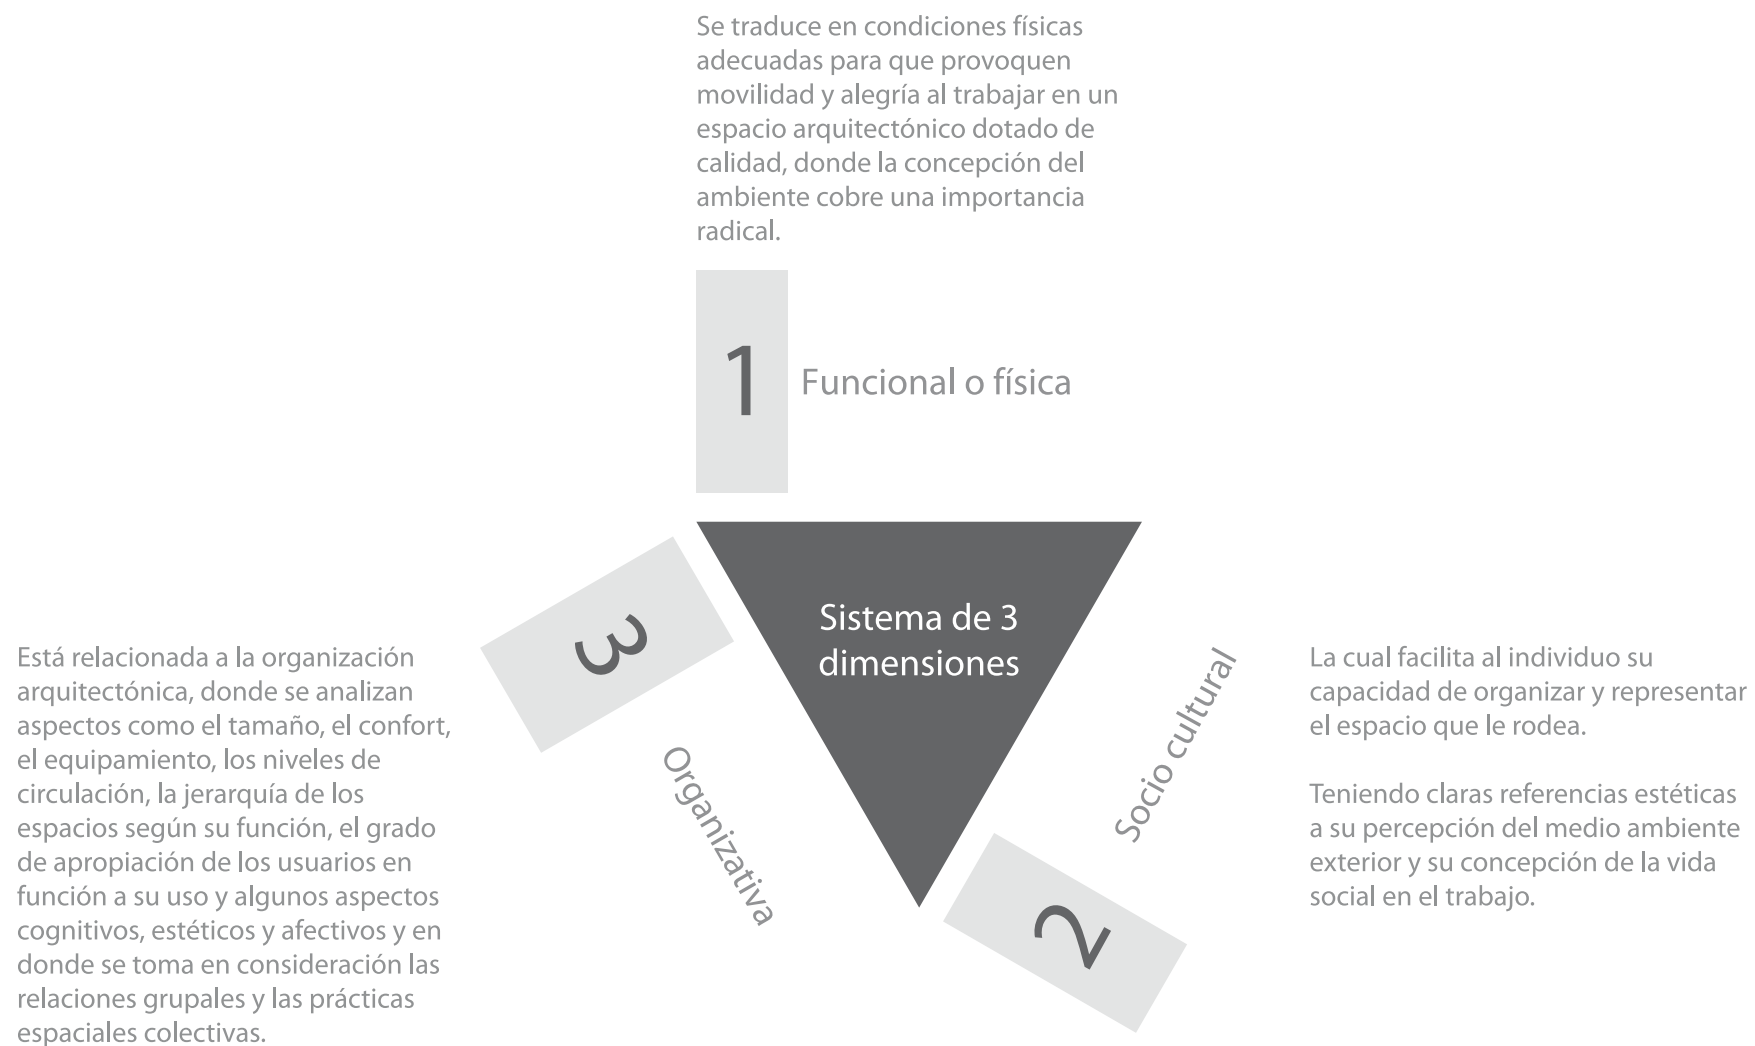 Se traduce en condiciones físicas
adecuadas para que provoquen
movilidad y alegría al trabajar en un
espacio arquitectónico dotado de
calidad, donde la concepción del
ambiente cobre una importancia
radical.
1
Funcional o física
Sistema de 3
dimensiones
Socio cultural
2
La cual facilita al individuo su
capacidad de organizar y representar
el espacio que le rodea.
Teniendo claras referencias estéticas
a su percepción del medio ambiente
exterior y su concepción de la vida
social en el trabajo.
3
Organizativa
Está relacionada a la organización
arquitectónica, donde se analizan
aspectos como el tamaño, el confort,
el equipamiento, los niveles de
circulación, la jerarquía de los
espacios según su función, el grado
de apropiación de los usuarios en
función a su uso y algunos aspectos
cognitivos, estéticos y afectivos y en
donde se toma en consideración las
relaciones grupales y las prácticas
espaciales colectivas.